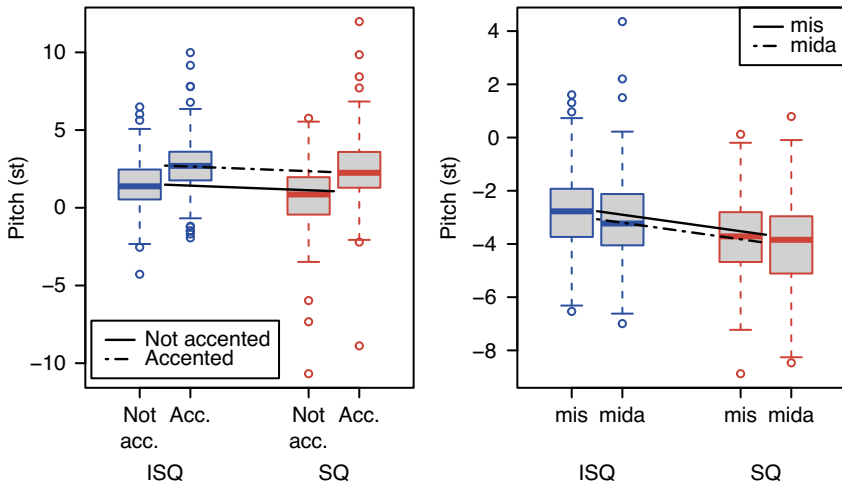 Pitch (st)
10
5
0
−5
−10
Not accented
Accented
Not acc.
Acc.
Not acc.
Acc.
ISQ
SQ
Pitch (st)
4
2
0
−2
−4
−6
−8
mis
mida
mis
mida
mis
mida
ISQ
SQ